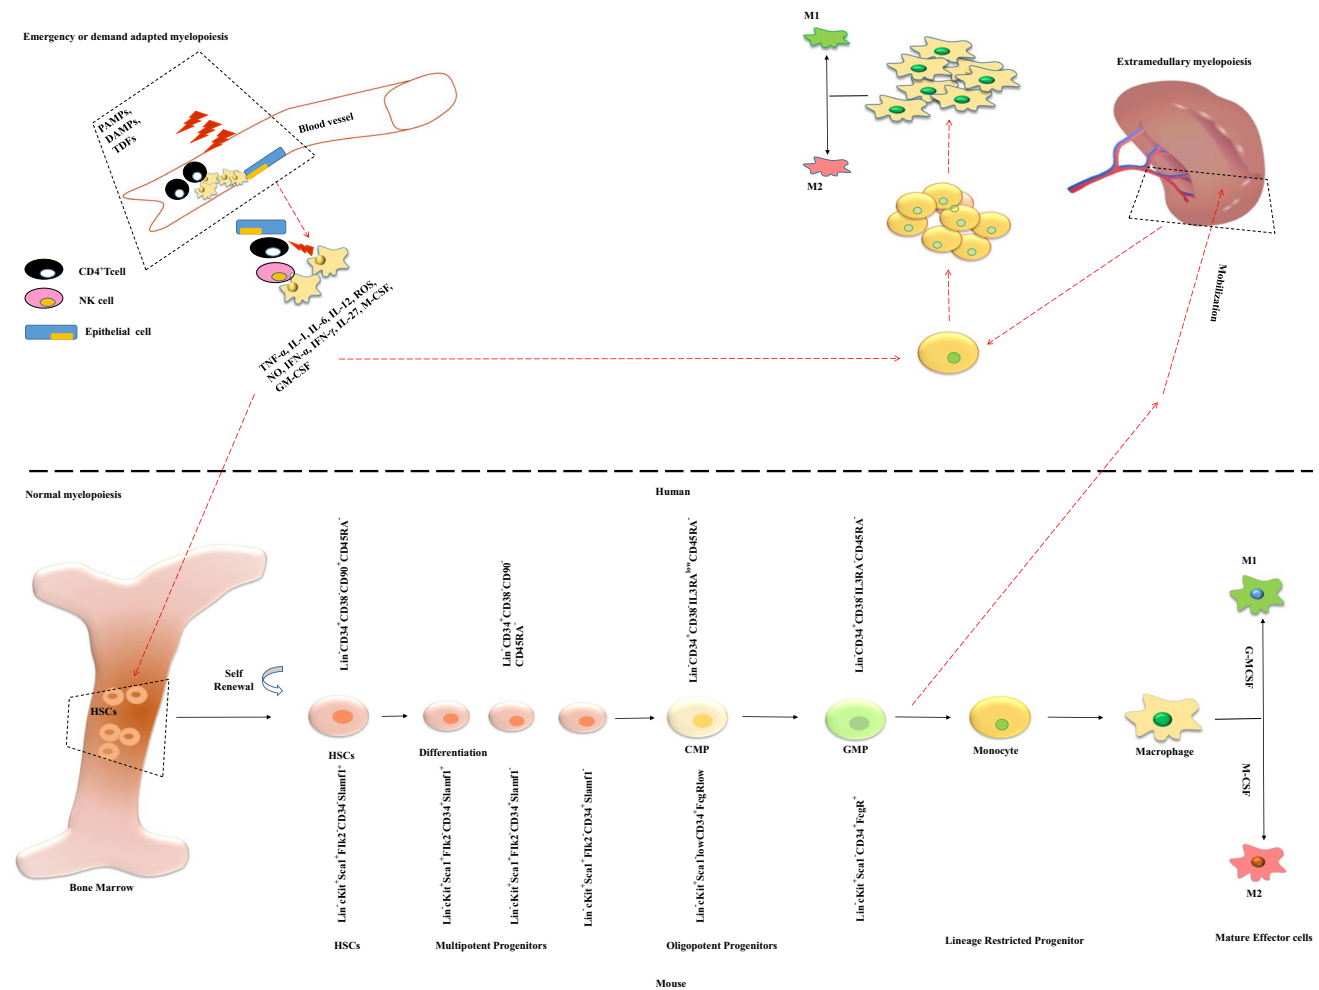 Emergency or demand adapted myelopoiesis
PAMPs,
DAMPs,
TDFs
Blood vessel
CD4⁺Tcell
NK cell
Epithelial cell
TNF-α, IL-1, IL-6, IL-12, ROS,
NO, IFN-α, IFN-γ, IL-27, M-CSF,
GM-CSF
M1
M2
Extramedullary myelopoiesis
Mobilization
Normal myelopoiesis
Human
Lin⁻CD34⁺CD38⁻CD90⁺CD45RA⁻
Lin⁻CD34⁺CD38⁻CD90⁻
CD45RA⁻
Lin⁻CD34⁺CD38⁻IL3RAˡᵒʷCD45RA⁻
Lin⁻CD34⁺CD38⁻IL3RA⁻CD45RA⁻
Self
Renewal
HSCs
HSCs
Differentiation
CMP
GMP
Monocyte
Macrophage
M1
G-MCSF
M-CSF
M2
Bone Marrow
Lin⁻cKit⁺Sca1⁺Flk2⁻CD34⁻Slamf1⁺
Lin⁻cKit⁺Sca1⁺Flk2⁻CD34⁺Slamf1⁺
Lin⁻cKit⁺Sca1⁺Flk2⁻CD34⁺Slamf1⁻
Lin⁻cKit⁺Sca1⁺Flk2⁻CD34⁺Slamf1⁻
Lin⁻cKit⁺Sca1⁻lowCD34⁺FcgRlow
Lin⁻cKit⁺Sca1⁻CD34⁺FcgR⁺
HSCs
Multipotent Progenitors
Oligopotent Progenitors
Lineage Restricted Progenitor
Mature Effector cells
Mouse